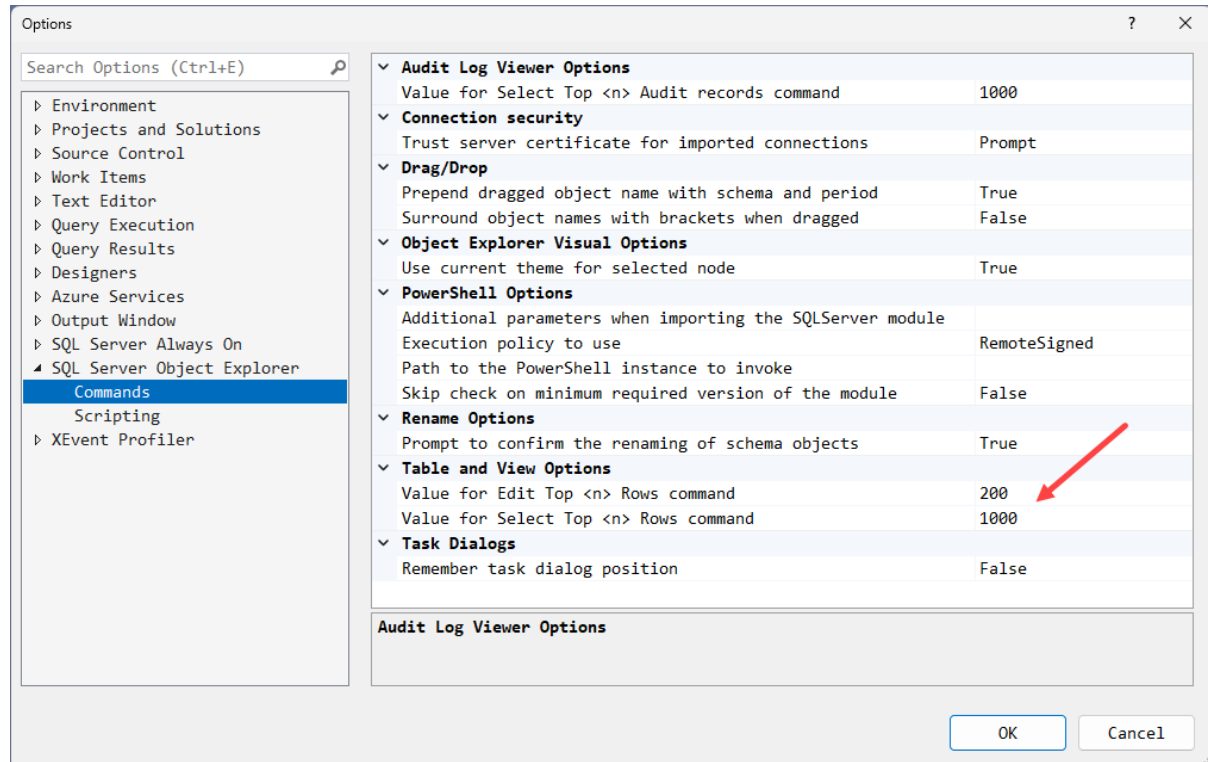 Options
?
Search Options (Ctrl+E)
Environment
Projects and Solutions
Source Control
Work Items
Text Editor
Query Execution
Query Results
Designers
Azure Services
Output Window
SQL Server Always On
SQL Server Object Explorer
Commands
Scripting
XEvent Profiler
Audit Log Viewer Options
Value for Select Top <n> Audit records command 1000
Connection security
Trust server certificate for imported connections Prompt
Drag/Drop
Prepend dragged object name with schema and period True
Surround object names with brackets when dragged False
Object Explorer Visual Options
Use current theme for selected node True
PowerShell Options
Additional parameters when importing the SQLServer module
Execution policy to use RemoteSigned
Path to the PowerShell instance to invoke
Skip check on minimum required version of the module False
Rename Options
Prompt to confirm the renaming of schema objects True
Table and View Options
Value for Edit Top <n> Rows command 200
Value for Select Top <n> Rows command 1000
Task Dialogs
Remember task dialog position False
Audit Log Viewer Options
OK Cancel